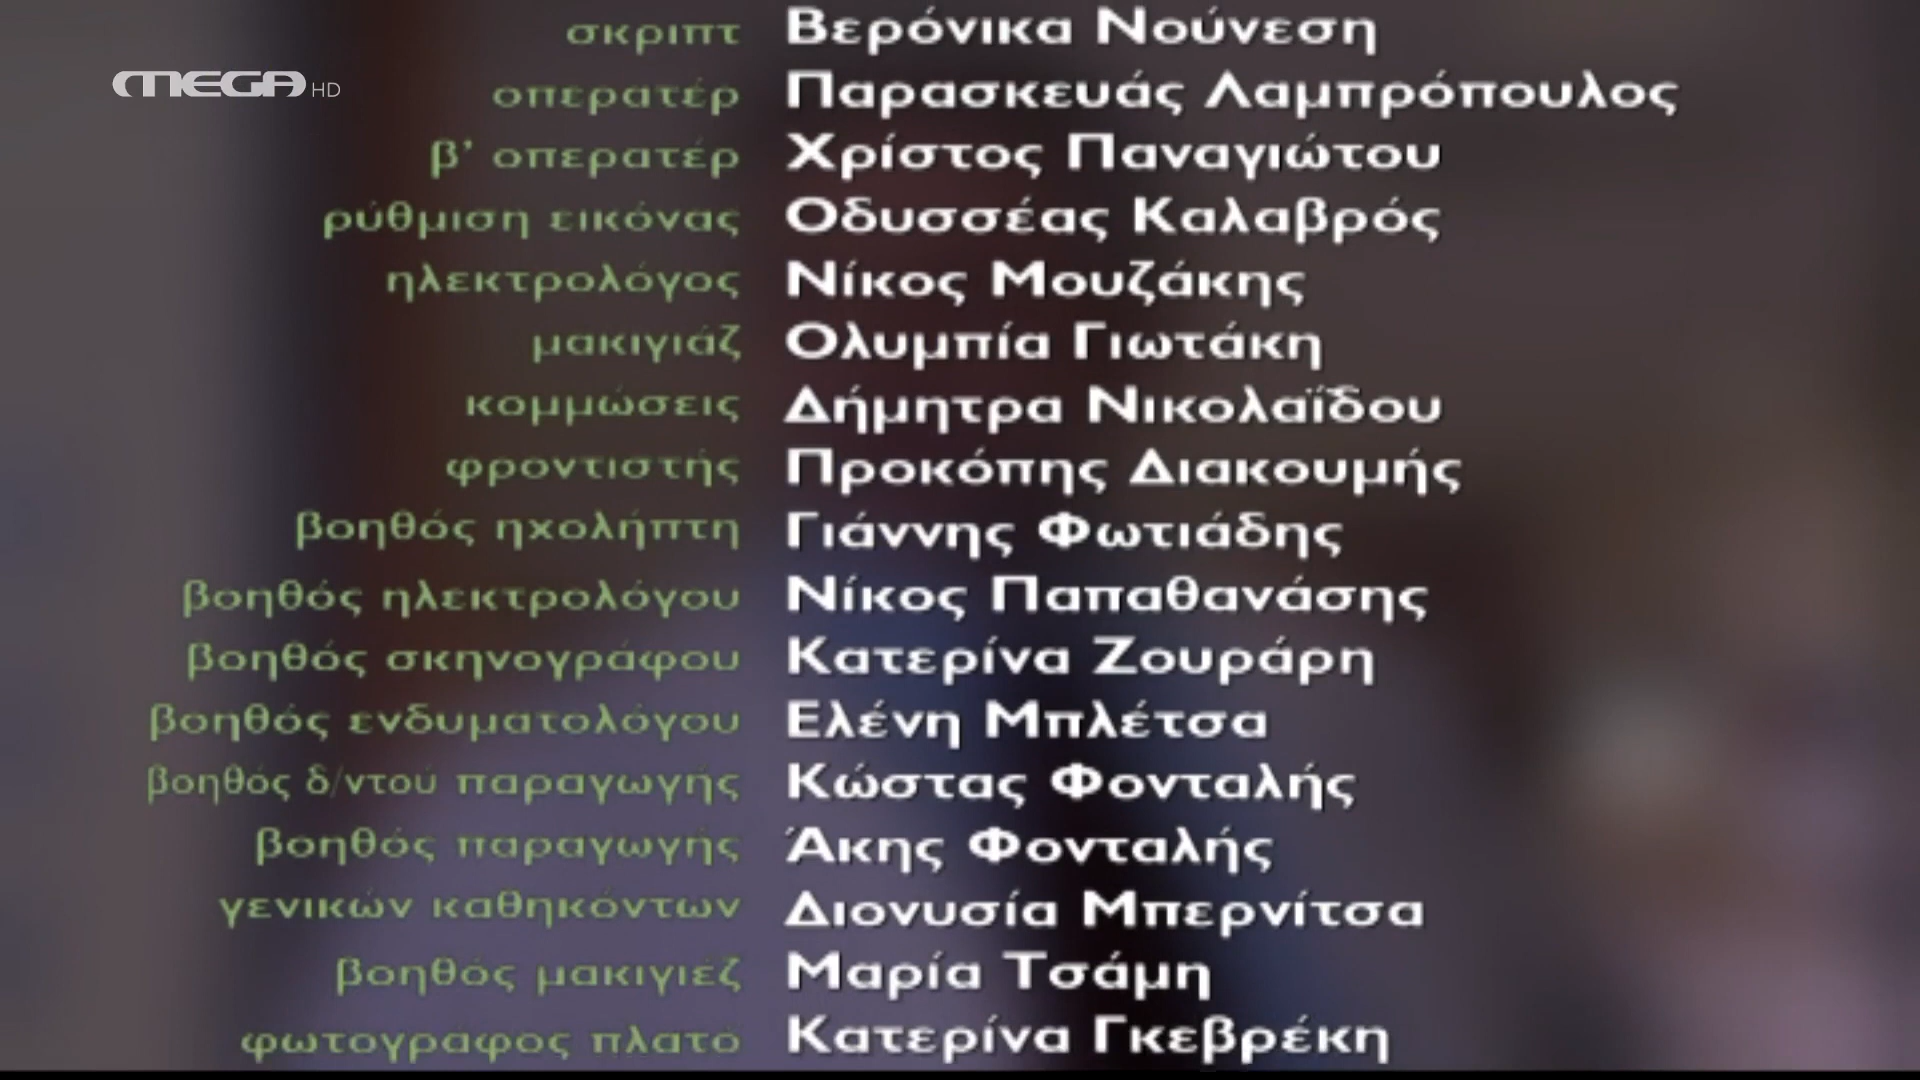 σκριπτ Βερόνικα Νούνεση
MEGA HD
οπερατέρ Παρασκευάς Λαμπρόπουλος
β' οπερατέρ Χρίστος Παναγιώτου
ρύθμιση εικόνας Οδυσσέας Καλαβρός
ηλεκτρολόγος Νίκος Μουζάκης
μακιγιάζ Ολυμπία Γιωτάκη
κομμώσεις Δήμητρα Νικολαΐδου
φροντιστής Προκόπης Διακουμής
βοηθός ηχολήπτη Γιάννης Φωτιάδης
βοηθός ηλεκτρολόγου Νίκος Παπαθανάσης
βοηθός σκηνογράφου Κατερίνα Ζουράρη
βοηθός ενδυματολόγου Ελένη Μπλέτσα
βοηθός δ/ντού παραγωγής Κώστας Φονταλής
βοηθός παραγωγής Άκης Φονταλής
γενικών καθηκόντων Διονυσία Μπερνίτσα
βοηθός μακιγιέζ Μαρία Τσάμη
φωτογραφος πλατο Κατερίνα Γκεβρέκη